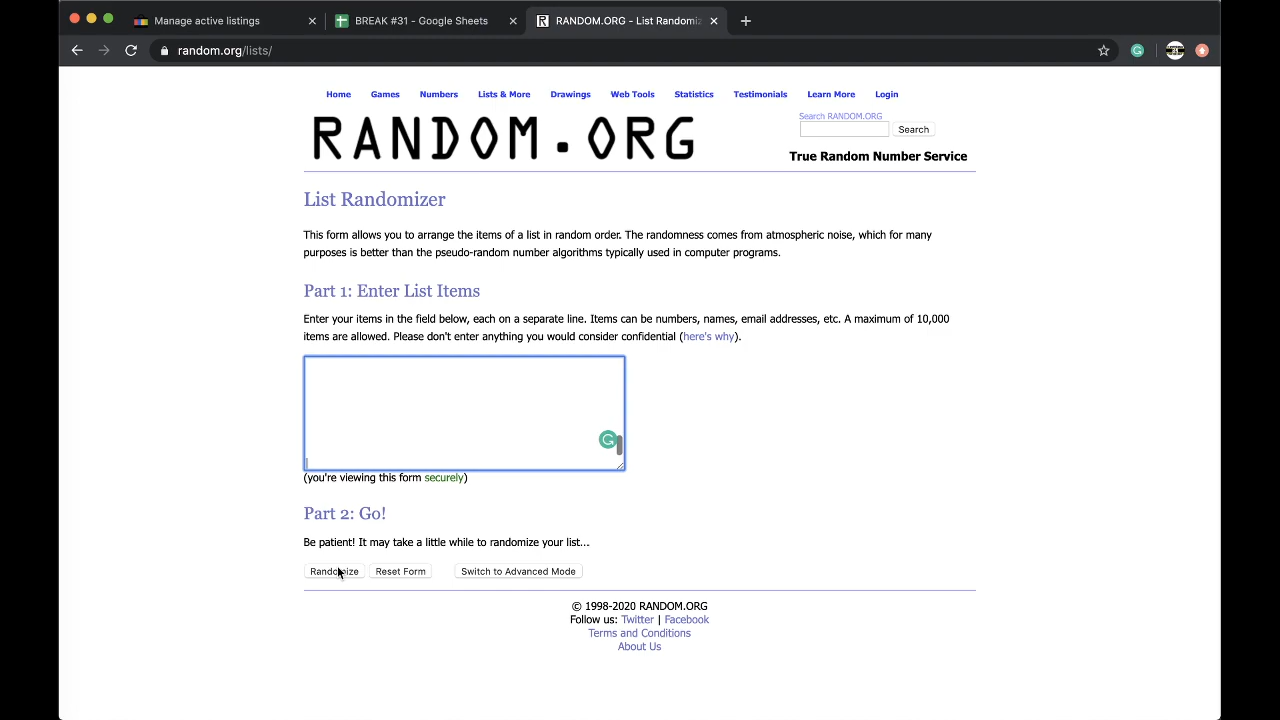 Manage active listings
BREAK #31 - Google Sheets
RANDOM.ORG - List Randomiz
random.org/lists/
Home Games Numbers Lists & More Drawings Web Tools Statistics Testimonials Learn More Login
RANDOM.ORG
Search RANDOM.ORG
Search
True Random Number Service
List Randomizer
This form allows you to arrange the items of a list in random order. The randomness comes from atmospheric noise, which for many
purposes is better than the pseudo-random number algorithms typically used in computer programs.
Part 1: Enter List Items
Enter your items in the field below, each on a separate line. Items can be numbers, names, email addresses, etc. A maximum of 10,000
items are allowed. Please don't enter anything you would consider confidential (here's why).
(you're viewing this form securely)
Part 2: Go!
Be patient! It may take a little while to randomize your list...
Randomize Reset Form Switch to Advanced Mode
© 1998-2020 RANDOM.ORG
Follow us: Twitter | Facebook
Terms and Conditions
About Us